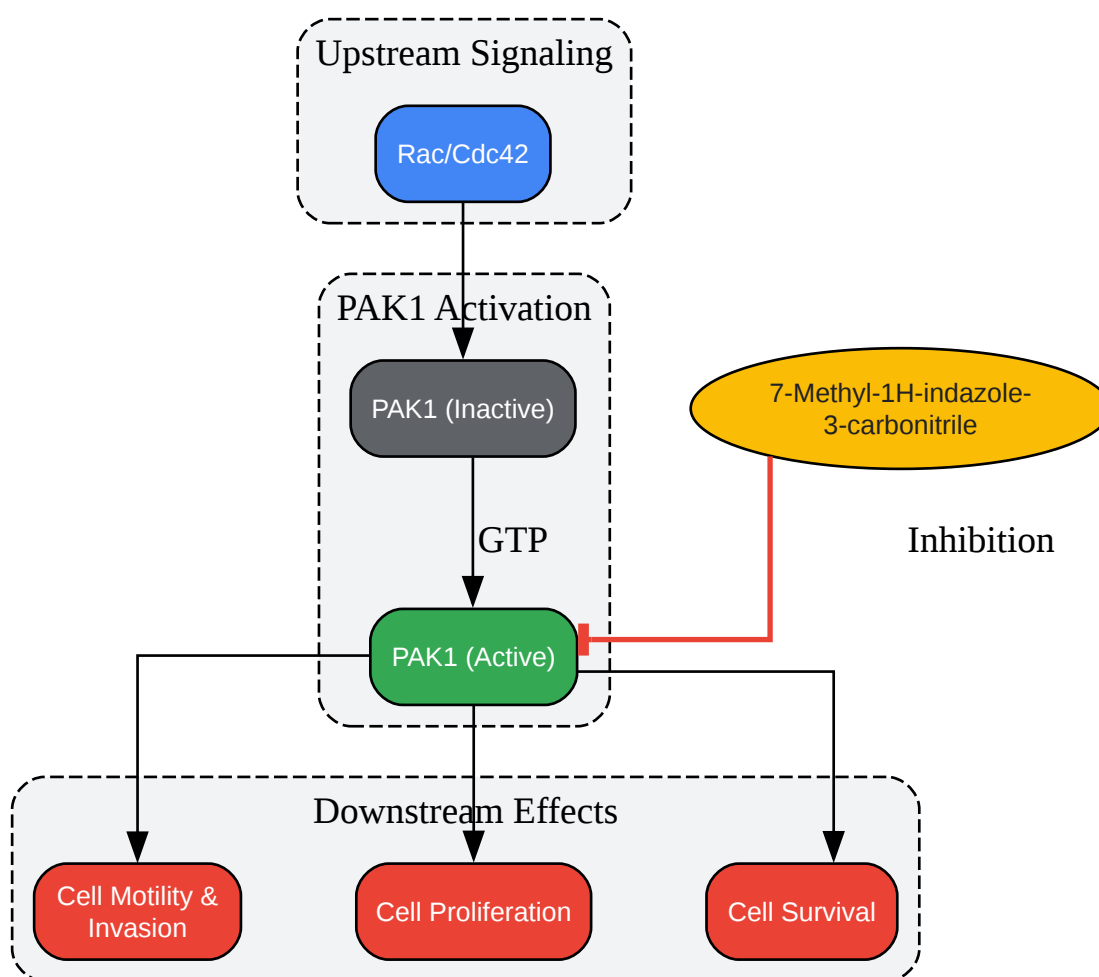 Upstream Signaling
Rac/Cdc42
PAK1 Activation
PAK1 (Inactive)
7-Methyl-1H-indazole-
3-carbonitrile
GTP
Inhibition
PAK1 (Active)
Downstream Effects
Cell Motility &
Invasion
Cell Proliferation
Cell Survival